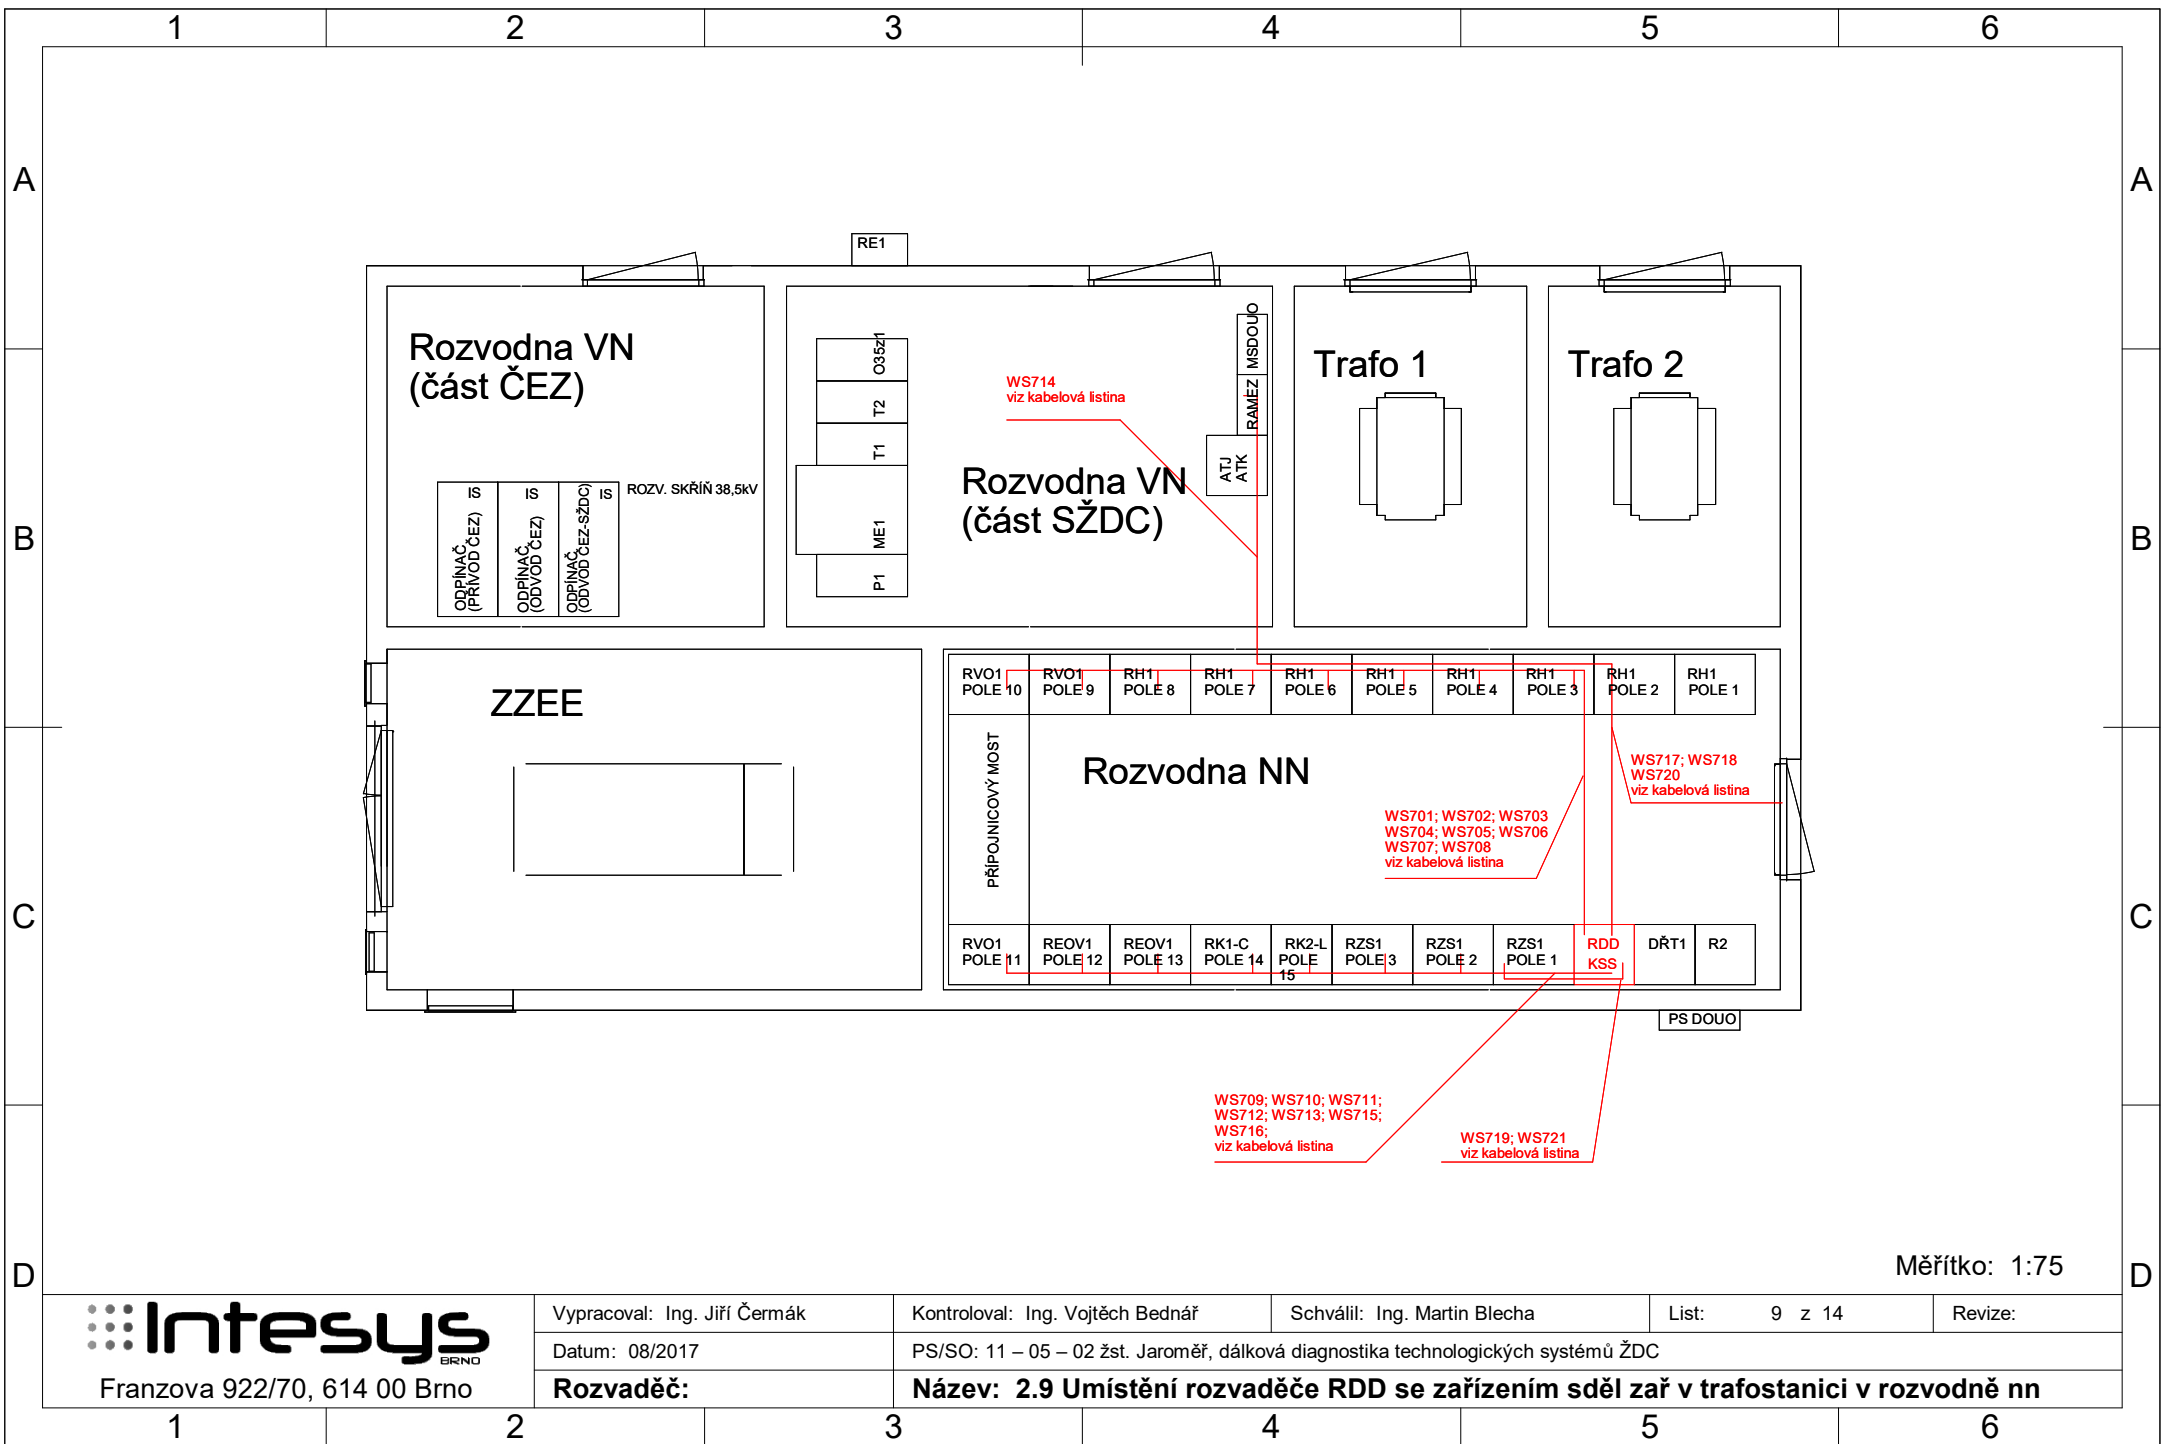 1 2 3 4 5 6
A A
B B
C C
D D
RE1
Rozvodna VN
(část ČEZ)
IS
IS
IS
ODPÍNAČ
(PŘÍVOD ČEZ)
ODPÍNAČ
(ODVOD ČEZ)
ODPÍNAČ
(ODVOD ČEZ-SŽDC)
ROZV. SKŘÍŇ 38,5kV
O35z1
T2
T1
ME1
P1
WS714
viz kabelová listina
Rozvodna VN
(část SŽDC)
MSDOUO
RAMEZ
ATJ
ATK
Trafo 1
Trafo 2
ZZEE
RVO1
POLE 10
RVO1
POLE 9
RH1
POLE 8
RH1
POLE 7
RH1
POLE 6
RH1
POLE 5
RH1
POLE 4
RH1
POLE 3
RH1
POLE 2
RH1
POLE 1
PŘÍPOJNICOVÝ MOST
Rozvodna NN
WS717; WS718
WS720
viz kabelová listina
WS701; WS702; WS703
WS704; WS705; WS706
WS707; WS708
viz kabelová listina
RVO1
POLE 11
REOV1
POLE 12
REOV1
POLE 13
RK1-C
POLE 14
RK2-L
POLE
15
RZS1
POLE 3
RZS1
POLE 2
RZS1
POLE 1
RDD
KSS
DŘT1
R2
PS DOUO
WS709; WS710; WS711;
WS712; WS713; WS715;
WS716;
viz kabelová listina
WS719; WS721
viz kabelová listina
Měřítko: 1:75
Intesys
BRNO
Franzova 922/70, 614 00 Brno
Vypracoval: Ing. Jiří Čermák
Kontroloval: Ing. Vojtěch Bednář
Schválil: Ing. Martin Blecha
List: 9 z 14
Revize:
Datum: 08/2017
PS/SO: 11 – 05 – 02 žst. Jaroměř, dálková diagnostika technologických systémů ŽDC
Rozvaděč:
Název: 2.9 Umístění rozvaděče RDD se zařízením sděl zař v trafostanici v rozvodně nn
1 2 3 4 5 6